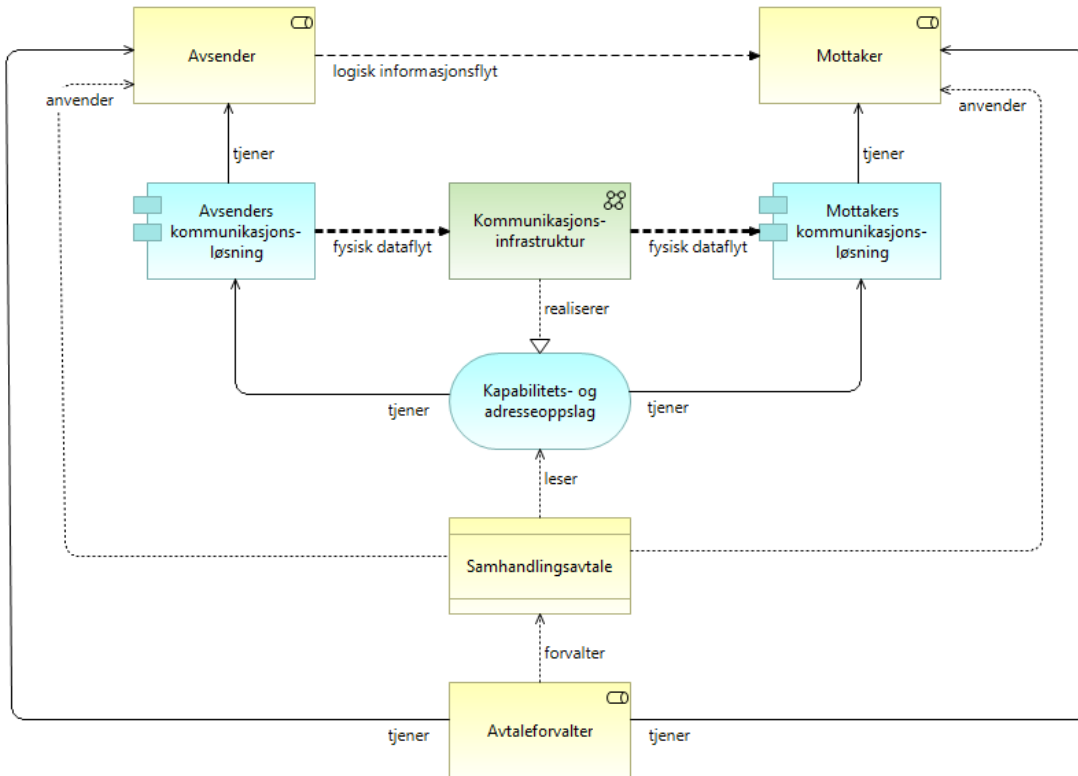 Avsender
Mottaker
logisk informasjonsflyt
anvender
anvender
tjener
tjener
Avsenders
kommunikasjons-
løsning
Kommunikasjons-
infrastruktur
Mottakers
kommunikasjons-
løsning
fysisk dataflyt
fysisk dataflyt
realiserer
Kapabilitets- og
adresseoppslag
tjener
tjener
leser
Samhandlingsavtale
forvalter
Avtaleforvalter
tjener
tjener